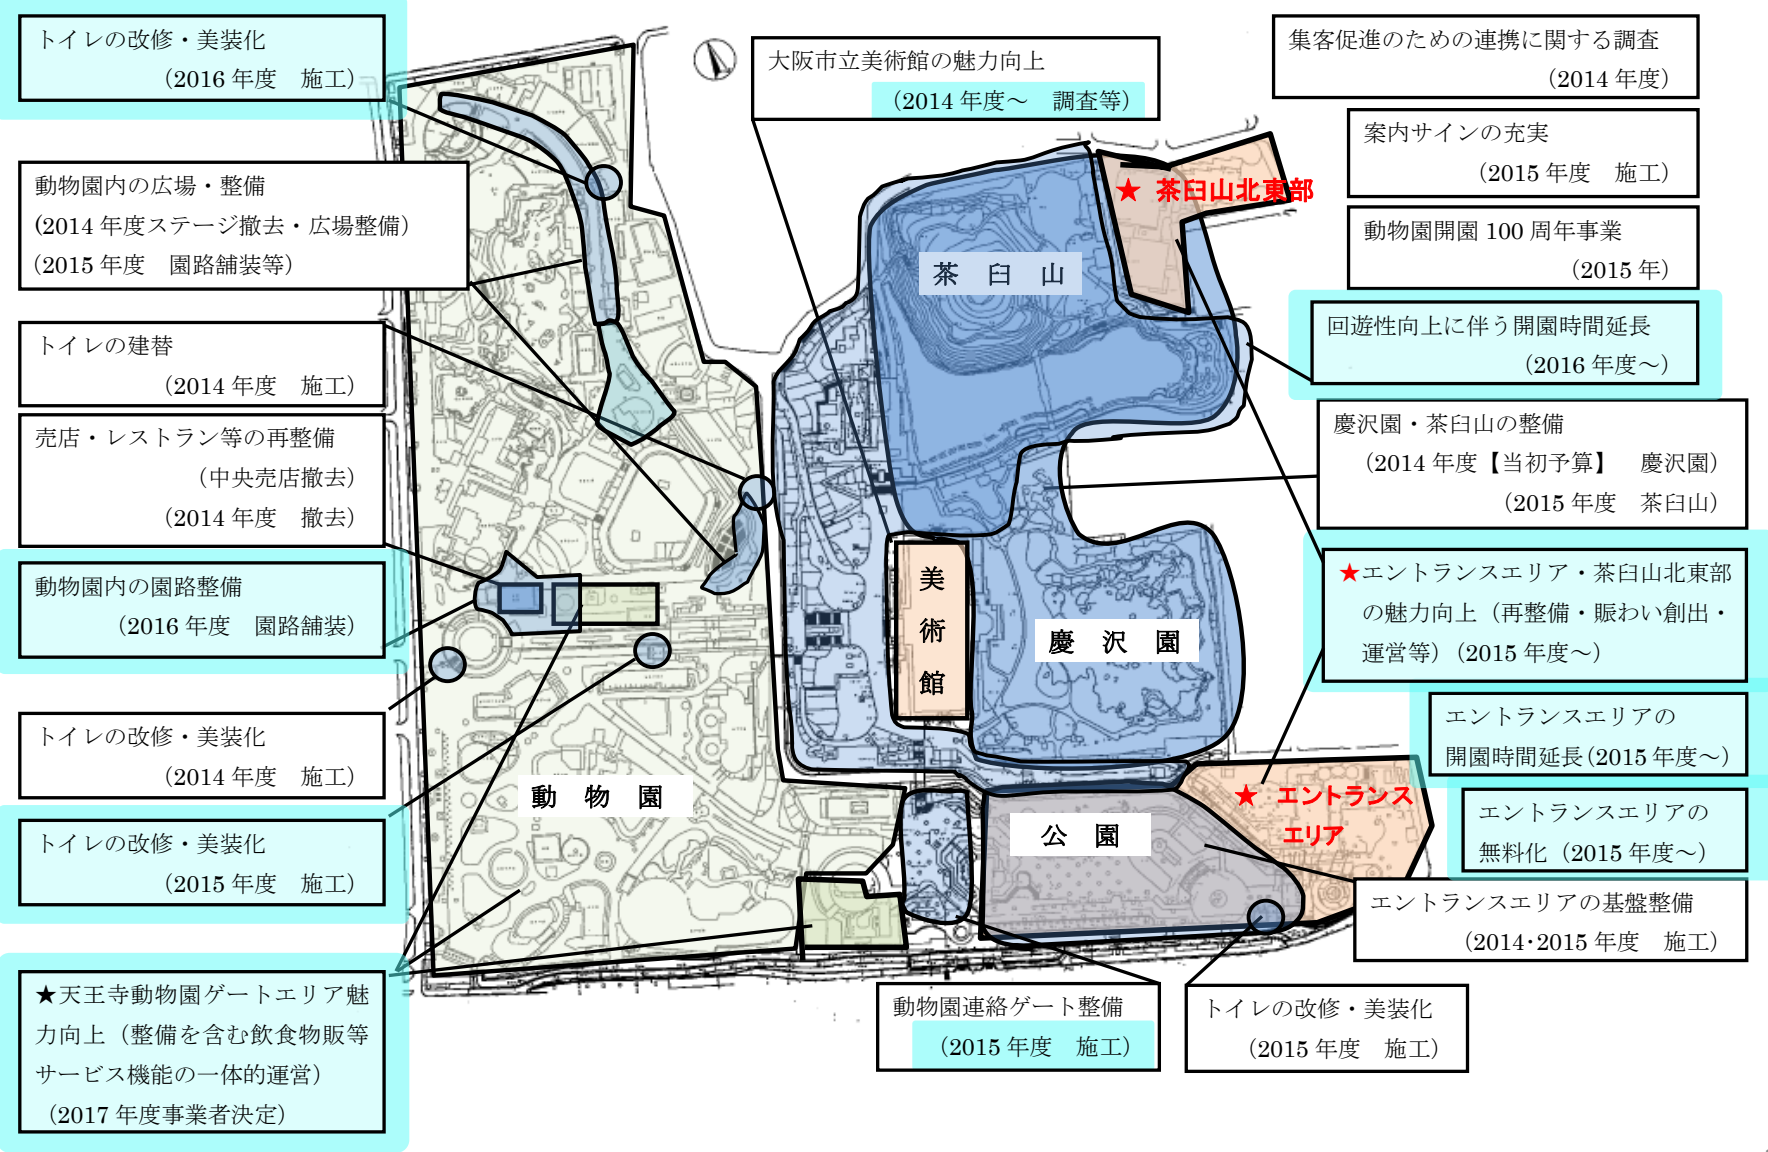 トイレの改修・美装化
（2016 年度　施工）
動物園内の広場・整備
(2014 年度ステージ撤去・広場整備）
（2015 年度　園路舗装等）
トイレの建替
（2014 年度　施工）
売店・レストラン等の再整備
（中央売店撤去）
（2014 年度　撤去）
動物園内の園路整備
（2016 年度　園路舗装）
トイレの改修・美装化
（2014 年度　施工）
トイレの改修・美装化
（2015 年度　施工）
★天王寺動物園ゲートエリア魅
力向上（整備を含む飲食物販等
サービス機能の一体的運営）
（2017 年度事業者決定）
大阪市立美術館の魅力向上
（2014 年度～　調査等）
茶臼山
★ 茶臼山北東部
美術館
慶沢園
動物園
公園
★ エントランス
エリア
動物園連絡ゲート整備
（2015 年度　施工）
トイレの改修・美装化
（2015 年度　施工）
集客促進のための連携に関する調査
（2014 年度）
案内サインの充実
（2015 年度　施工）
動物園開園 100 周年事業
（2015 年）
回遊性向上に伴う開園時間延長
（2016 年度～）
慶沢園・茶臼山の整備
（2014 年度【当初予算】　慶沢園）
（2015 年度　茶臼山）
★エントランスエリア・茶臼山北東部
の魅力向上（再整備・賑わい創出・
運営等）（2015 年度～）
エントランスエリアの
開園時間延長（2015 年度～）
エントランスエリアの
無料化（2015 年度～）
エントランスエリアの基盤整備
（2014･2015 年度　施工）